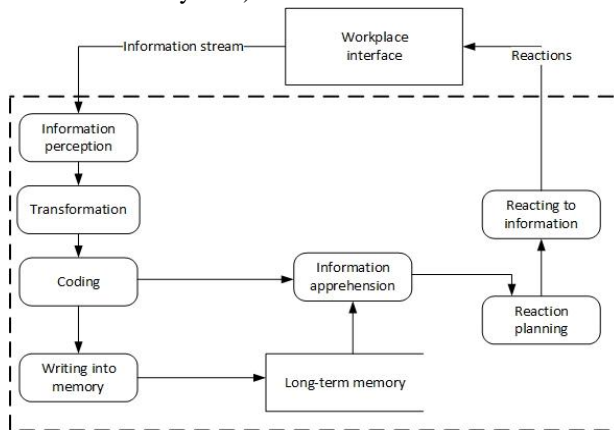 Workplace
interface
Information stream
Reactions
Information
perception
Transformation
Reacting to
information
Coding
Information
apprehension
Reaction
planning
Writing into
memory
Long-term memory